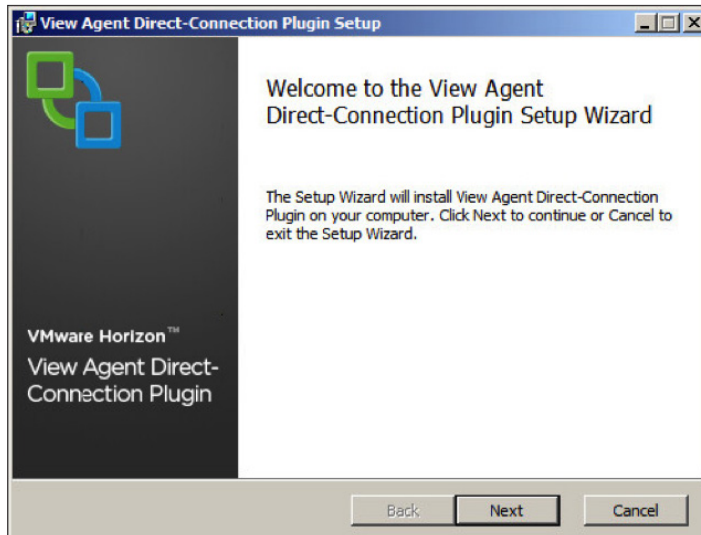 View Agent Direct-Connection Plugin Setup
Welcome to the View Agent
Direct-Connection Plugin Setup Wizard
The Setup Wizard will install View Agent Direct-Connection
Plugin on your computer. Click Next to continue or Cancel to
exit the Setup Wizard.
VMware Horizon™
View Agent Direct-
Connection Plugin
Back
Next
Cancel